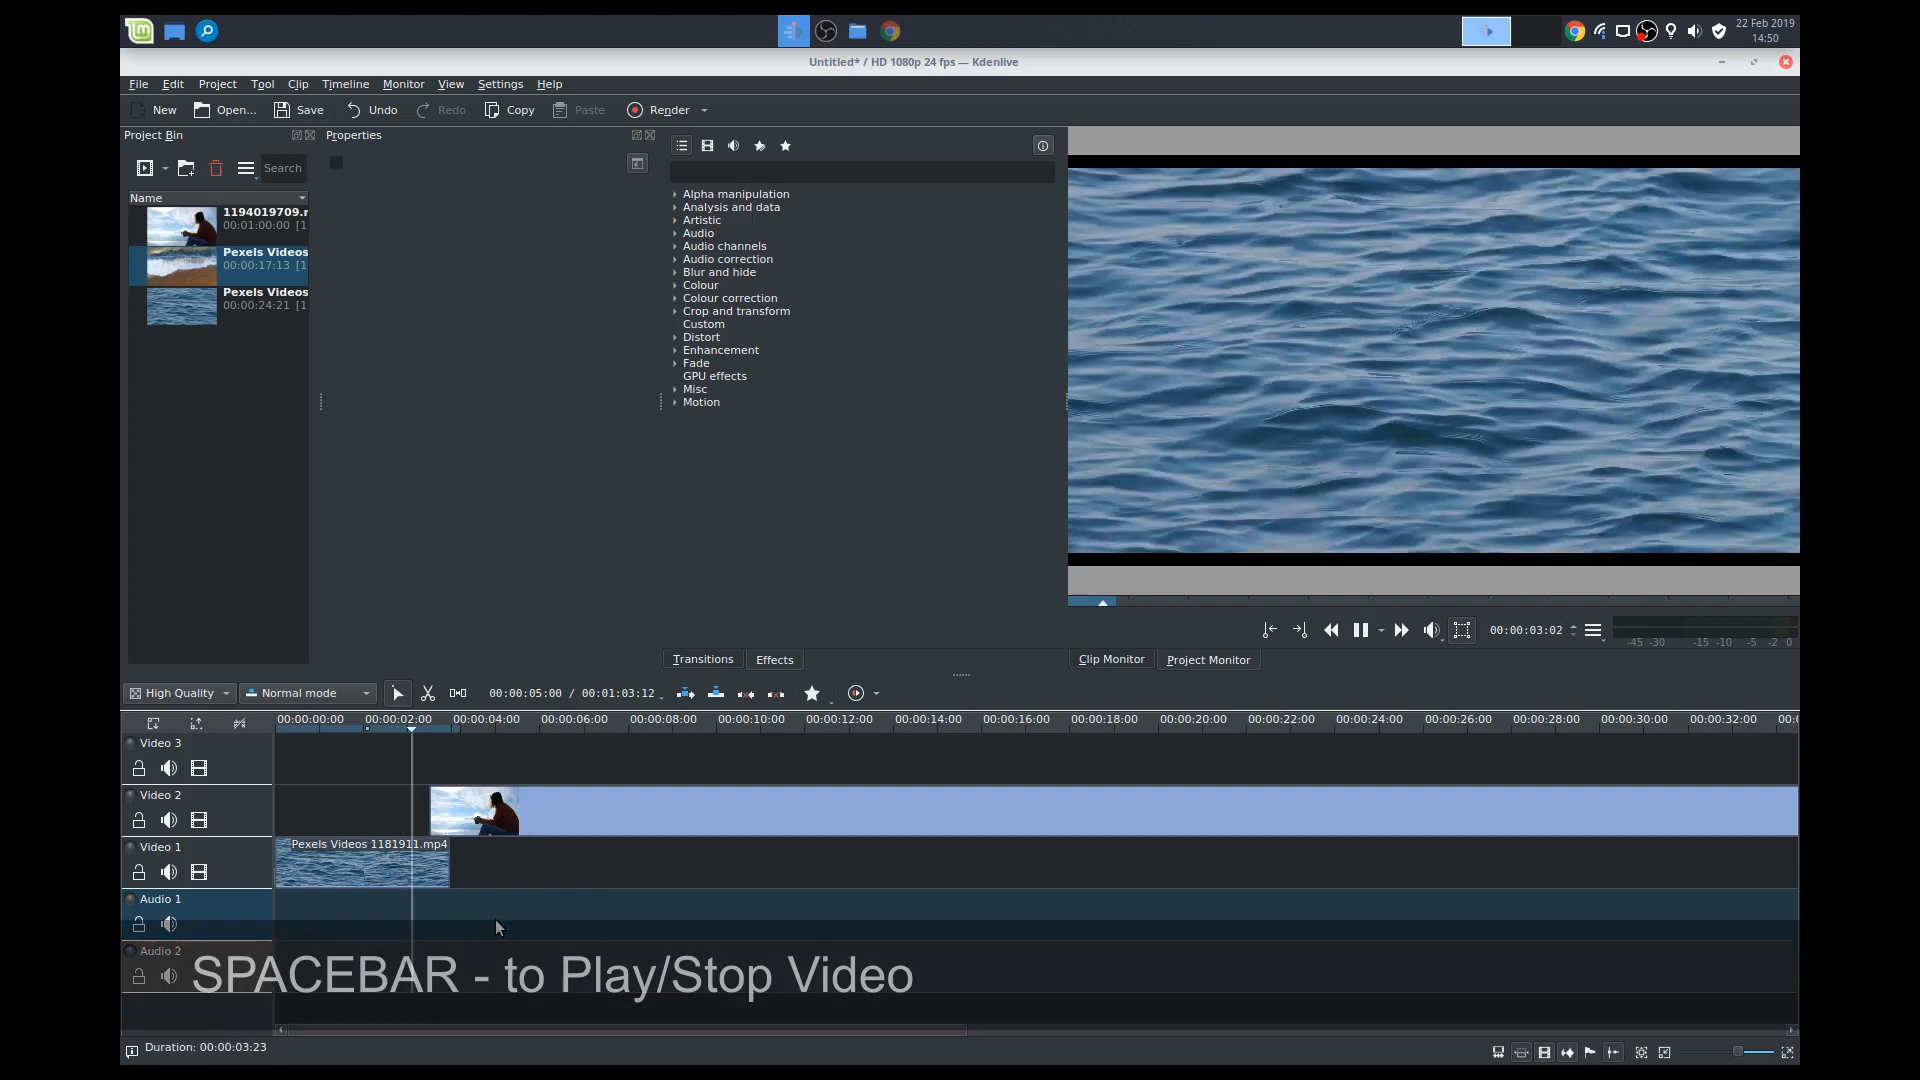 22 Feb 2019
14:50
Untitled* / HD 1080p 24 fps — Kdenlive
File Edit Project Tool Clip Timeline Monitor View Settings Help
New Open... Save Undo Redo Copy Paste Render
Project Bin
Properties
Search
Name
1194019709.
00:01:00:00 [1
Pexels Videos
00:00:17:13 [1
Pexels Videos
00:00:24:21 [1
Alpha manipulation
Analysis and data
Artistic
Audio
Audio channels
Audio correction
Blur and hide
Colour
Colour correction
Crop and transform
Custom
Distort
Enhancement
Fade
GPU effects
Misc
Motion
00:00:03:02
-45 -30 -15 -10 -5 -2 0
Transitions Effects
Clip Monitor Project Monitor
High Quality Normal mode 00:00:05:00 / 00:01:03:12
00:00:00:00 00:00:02:00 00:00:04:00 00:00:06:00 00:00:08:00 00:00:10:00 00:00:12:00 00:00:14:00 00:00:16:00 00:00:18:00 00:00:20:00 00:00:22:00 00:00:24:00 00:00:26:00 00:00:28:00 00:00:30:00 00:00:32:00 00:0
Video 3
Video 2
Video 1
Pexels Videos 1181911.mp4
Audio 1
Audio 2
SPACEBAR - to Play/Stop Video
Duration: 00:00:03:23